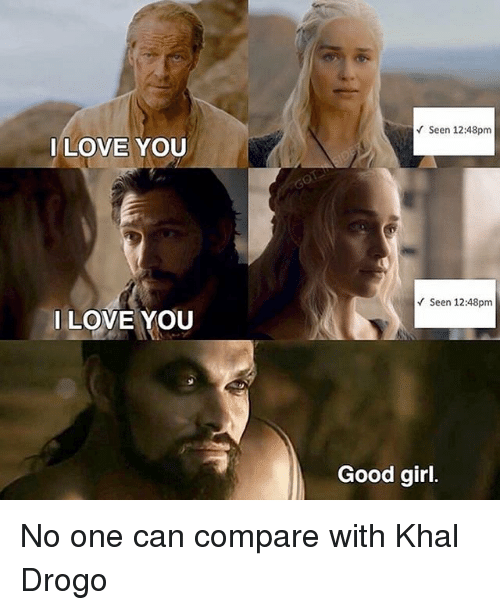 I LOVE YOU
✓ Seen 12:48pm
I LOVE YOU
✓ Seen 12:48pm
Good girl.
No one can compare with Khal
Drogo